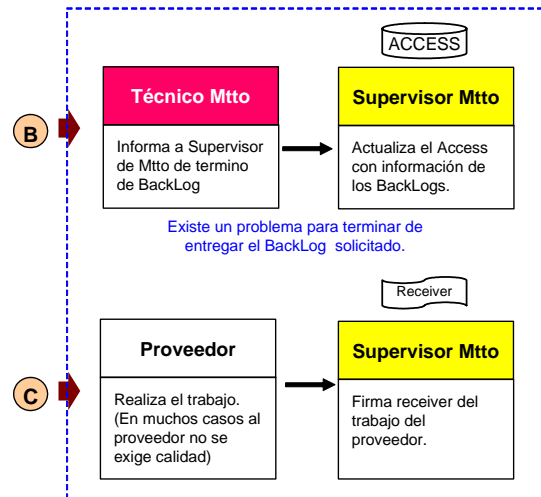 ACCESS
B
Técnico Mtto
Informa a Supervisor
de Mtto de termino
de BackLog
Supervisor Mtto
Actualiza el Access
con información de
los BackLogs.
Existe un problema para terminar de
entregar el BackLog solicitado.
Receiver
C
Proveedor
Realiza el trabajo.
(En muchos casos al
proveedor no se
exige calidad)
Supervisor Mtto
Firma receiver del
trabajo del
proveedor.